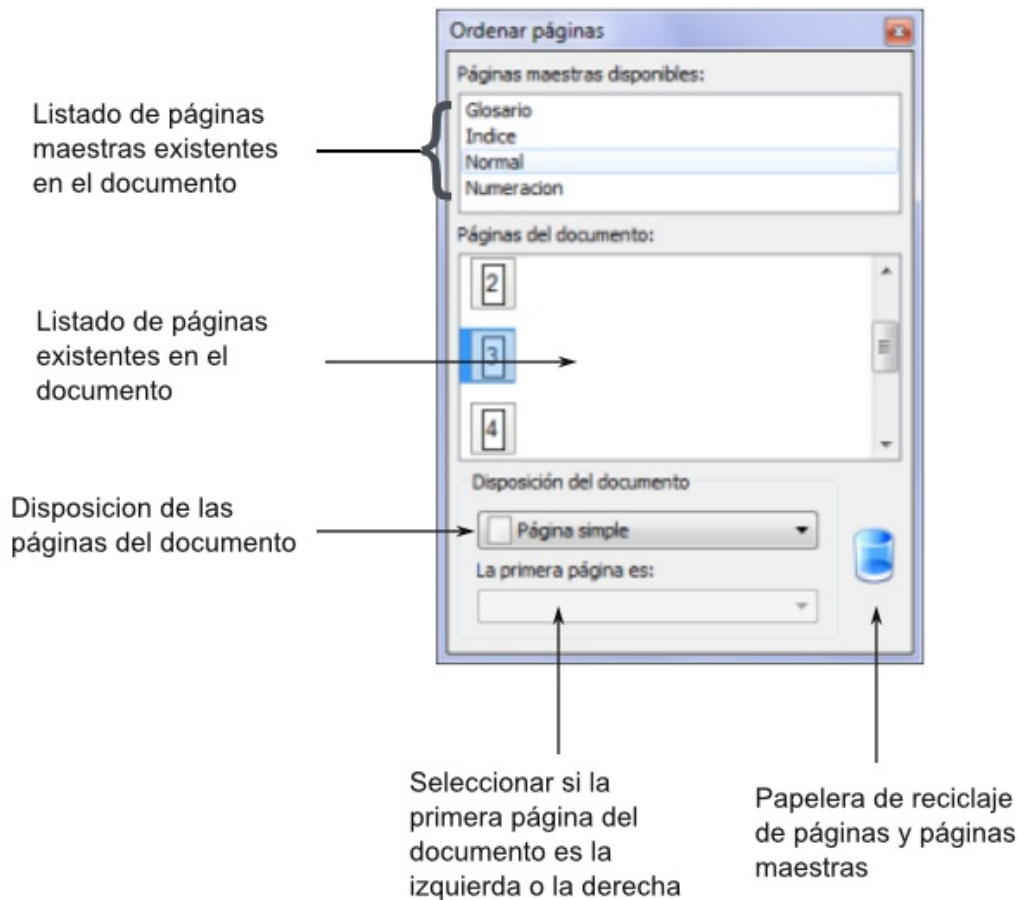 Ordenar páginas
Páginas maestras disponibles:
Listado de páginas
maestras existentes
en el documento
Glosario
Indice
Normal
Numeracion
Páginas del documento:
2
3
4
Listado de páginas
existentes en el
documento
Disposición del documento
Disposicion de las
páginas del documento
Página simple
La primera página es:
Seleccionar si la
primera página del
documento es la
izquierda o la derecha
Papelera de reciclaje
de páginas y páginas
maestras